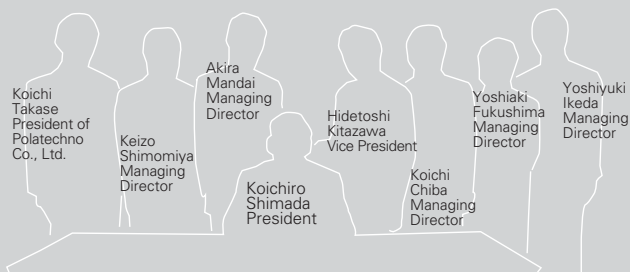 Koichi
Takase
President of
Polatechno
Co., Ltd.
Keizo
Shimomiya
Managing
Director
Akira
Mandai
Managing
Director
Koichiro
Shimada
President
Hidetoshi
Kitazawa
Vice President
Koichi
Chiba
Managing
Director
Yoshiaki
Fukushima
Managing
Director
Yoshiyuki
Ikeda
Managing
Director